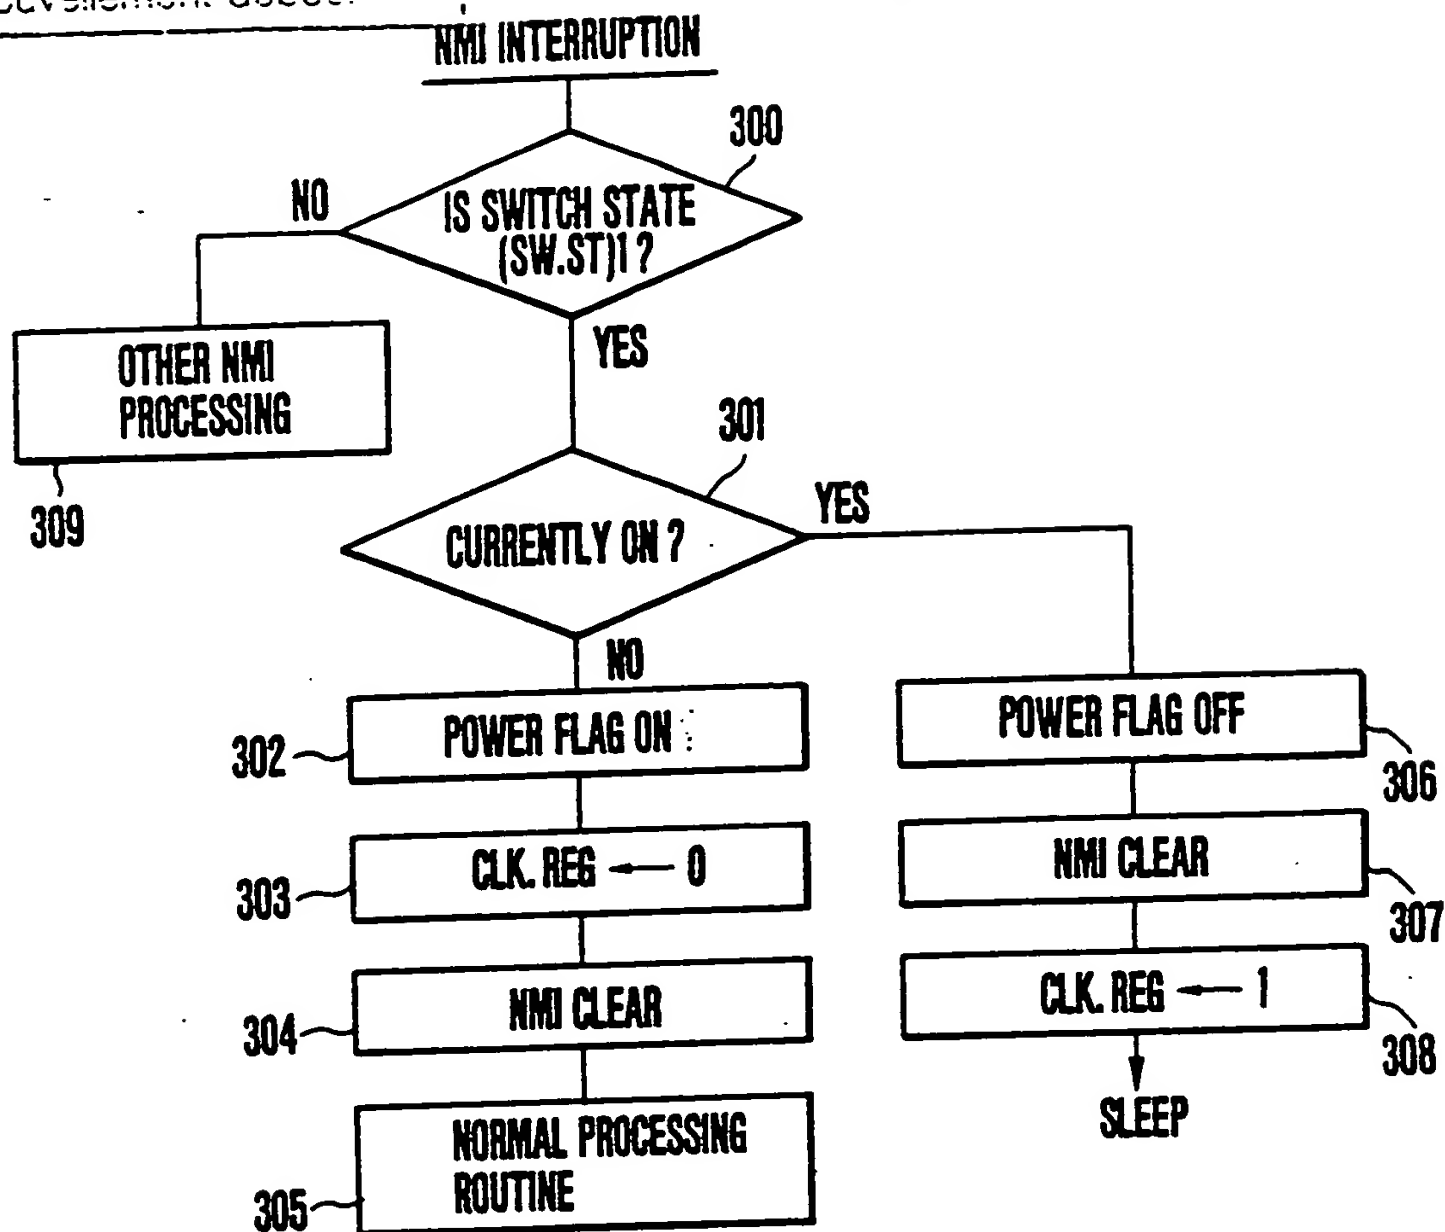 NMI INTERRUPTION
300
NO
IS SWITCH STATE
(SW.ST)1?
YES
OTHER NMI
PROCESSING
309
301
YES
CURRENTLY ON ?
NO
POWER FLAG ON
302
POWER FLAG OFF
306
CLK. REG ← 0
303
NMI CLEAR
307
NMI CLEAR
304
CLK. REG ← 1
308
SLEEP
NORMAL PROCESSING
ROUTINE
305